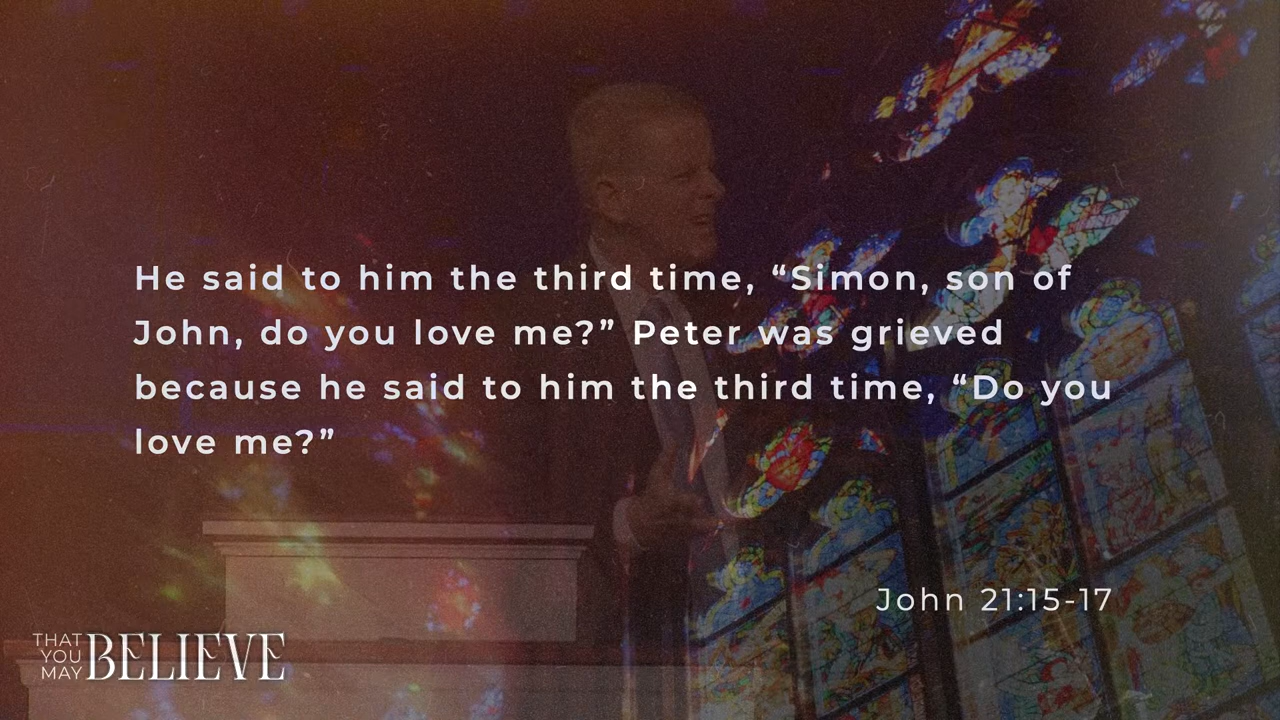 He said to him the third time, “Simon, son of
John, do you love me?” Peter was grieved
because he said to him the third time, “Do you
love me?”
John 21:15-17
THAT
YOU
MAY
BELIEVE